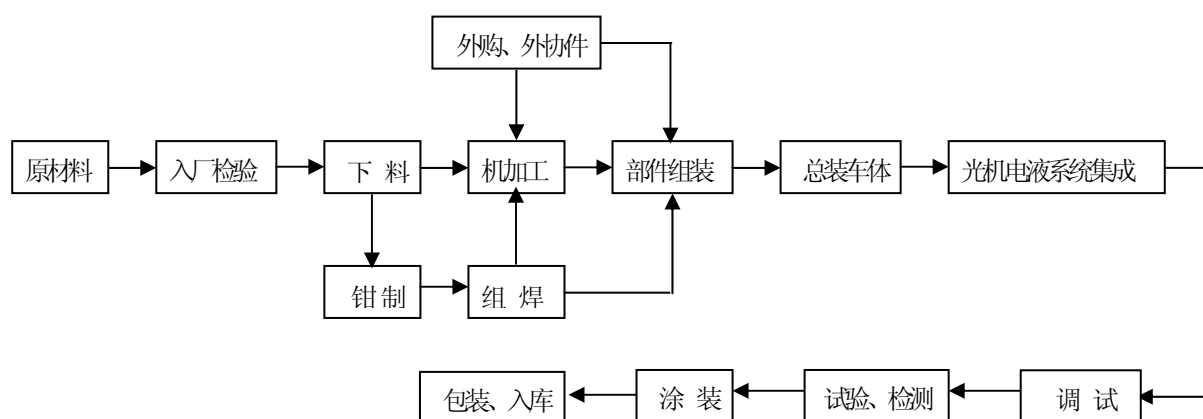 外购、外协件
原材料
入厂检验
下 料
机加工
部件组装
总装车体
光机电液系统集成
钳制
组 焊
包装、入库
涂 装
试验、检测
调 试